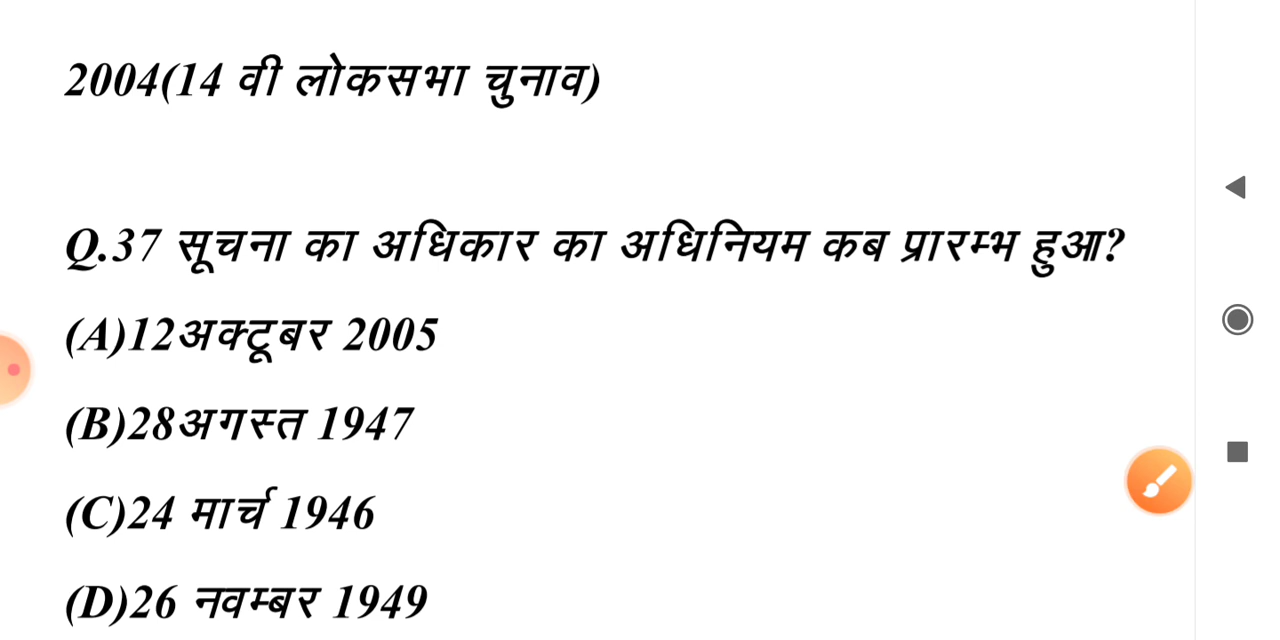 2004(14 वी लोकसभा चुनाव)
Q.37 सूचना का अधिकार का अधिनियम कब प्रारम्भ हुआ?
(A)12अक्टूबर 2005
(B)28अगस्त 1947
(C)24 मार्च 1946
(D)26 नवम्बर 1949